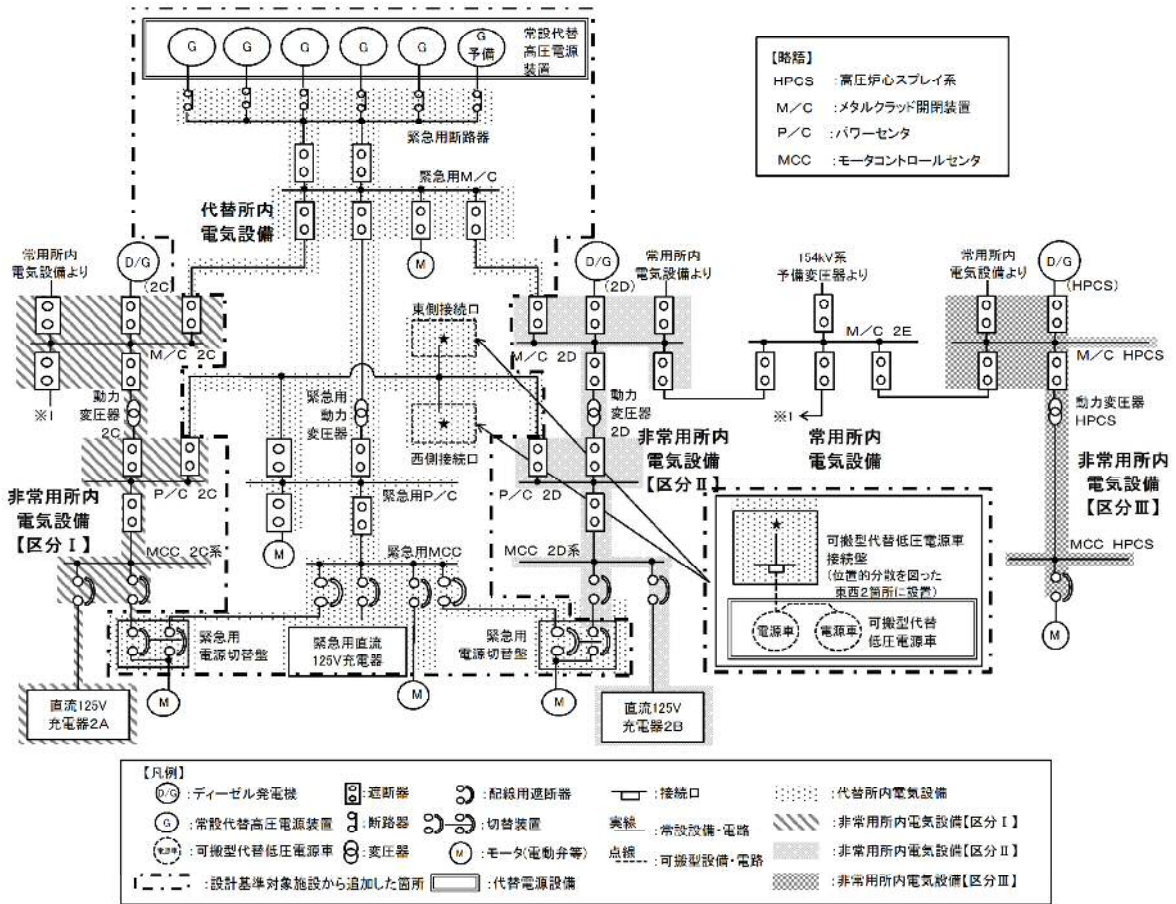 常設代替
高圧電源
装置
G
G
G
G
G
G
予備
緊急用断路器
緊急用M/C
代替所内
電気設備
【略語】
HPCS :高圧炉心スプレイ系
M/C :メタルクラッド開閉装置
P/C :パワーセンタ
MCC :モータコントロールセンタ
常用所内
電気設備より
D/G
(2C)
M
D/G
(2D)
常用所内
電気設備より
154kV系
予備変圧器より
常用所内
電気設備より
D/G
(HPCS)
東側接続口
★
M/C 2C
M/C 2D
M/C 2E
M/C HPCS
※1
動力
変圧器
2C
緊急用
動力
変圧器
★
西側接続口
動力
変圧器
2D
※1
常用所内
電気設備
動力変圧器
HPCS
非常用所内
電気設備
【区分Ⅱ】
非常用所内
電気設備
【区分Ⅲ】
P/C 2C
緊急用P/C
P/C 2D
非常用所内
電気設備
【区分Ⅰ】
M
MCC 2C系
緊急用MCC
MCC 2D系
MCC HPCS
★
可搬型代替低圧電源車
接続盤
(位置的分散を図った
東西2箇所に設置)
電源車
電源車
可搬型代替
低圧電源車
緊急用
電源切替盤
緊急用直流
125V充電器
緊急用
電源切替盤
M
M
M
M
直流125V
充電器2A
直流125V
充電器2B
【凡例】
D/G :ディーゼル発電機
:遮断器
:配線用遮断器
:接続口
:代替所内電気設備
G :常設代替高圧電源装置
:断路器
:切替装置
実線
:常設設備・電路
:非常用所内電気設備【区分Ⅰ】
電源車 :可搬型代替低圧電源車
:変圧器
M :モータ(電動弁等)
点線
:可搬型設備・電路
:非常用所内電気設備【区分Ⅱ】
:設計基準対象施設から追加した箇所
:代替電源設備
:非常用所内電気設備【区分Ⅲ】